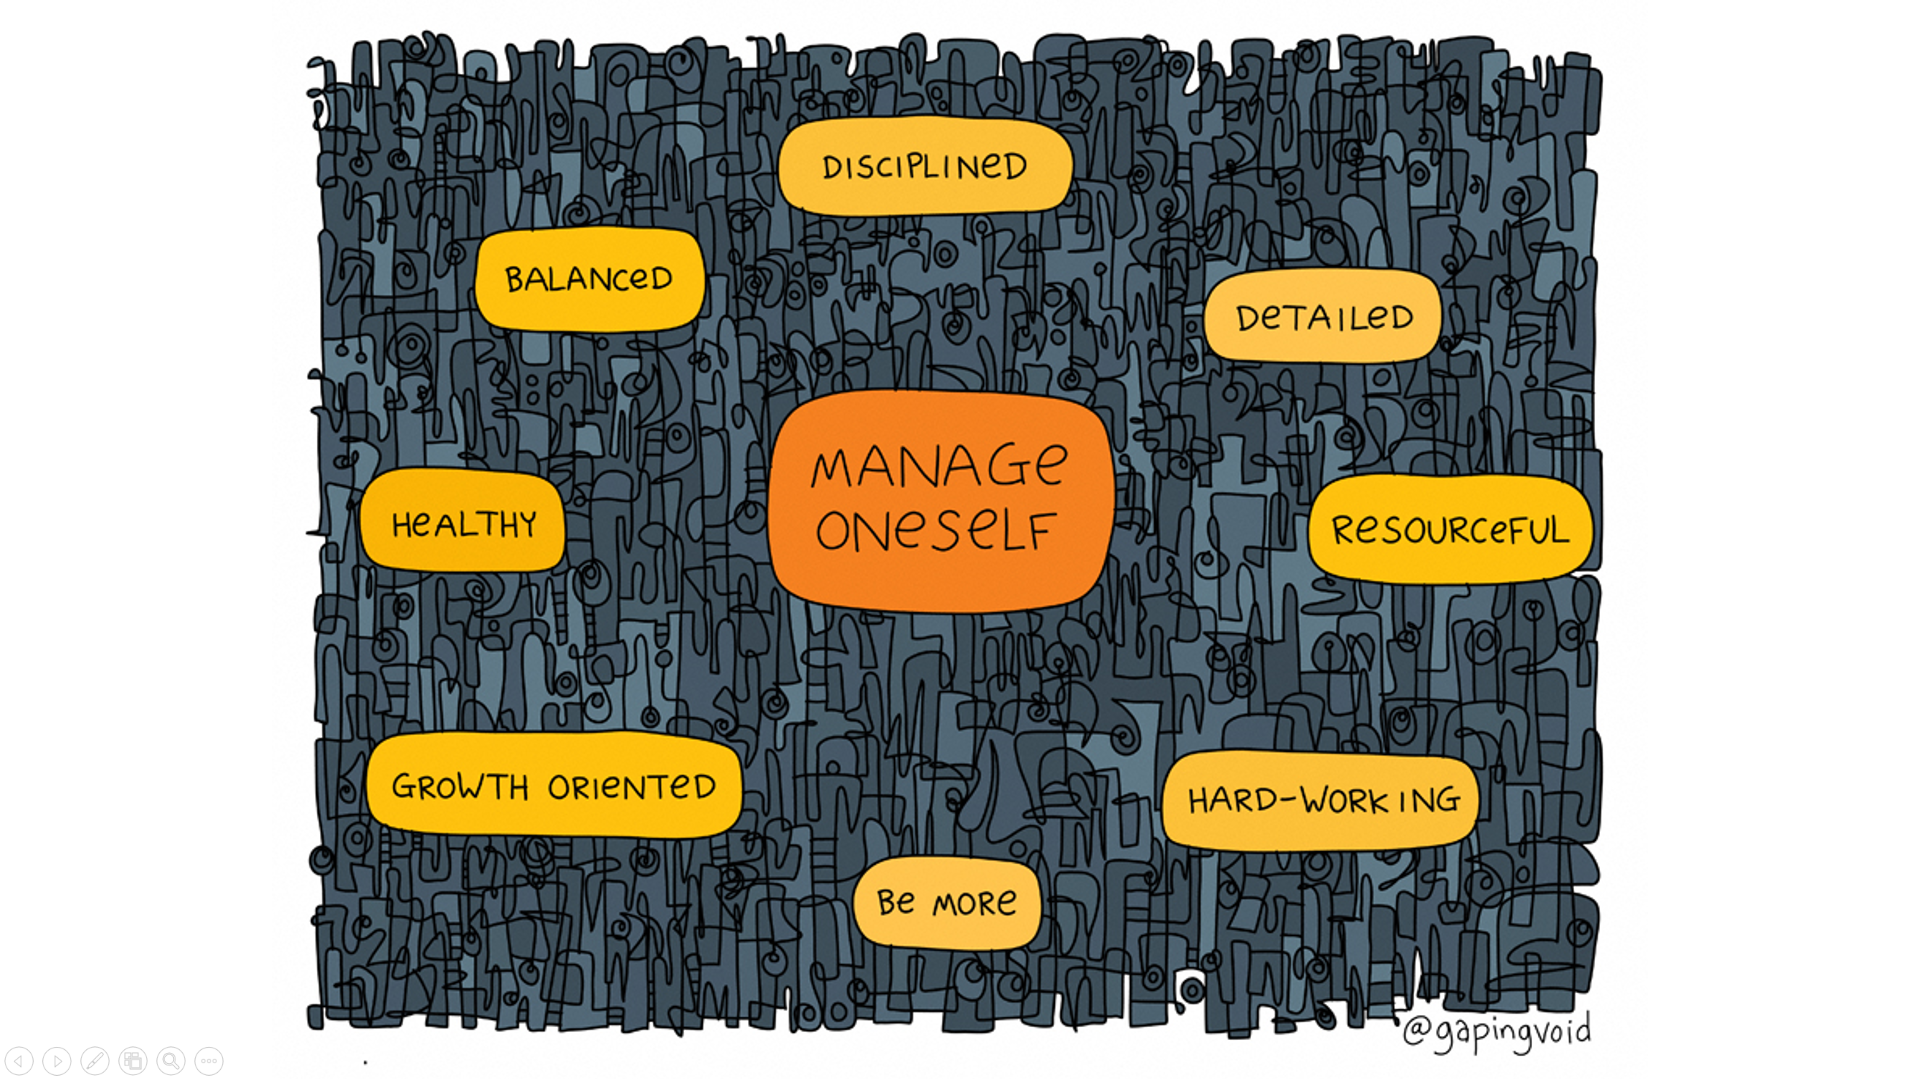 DISCIPLINED
BALANCED
DETAILED
MANAGE
ONESELF
HEALTHY
RESOURCEFUL
GROWTH ORIENTED
HARD-WORKING
BE MORE
@gapingvoid